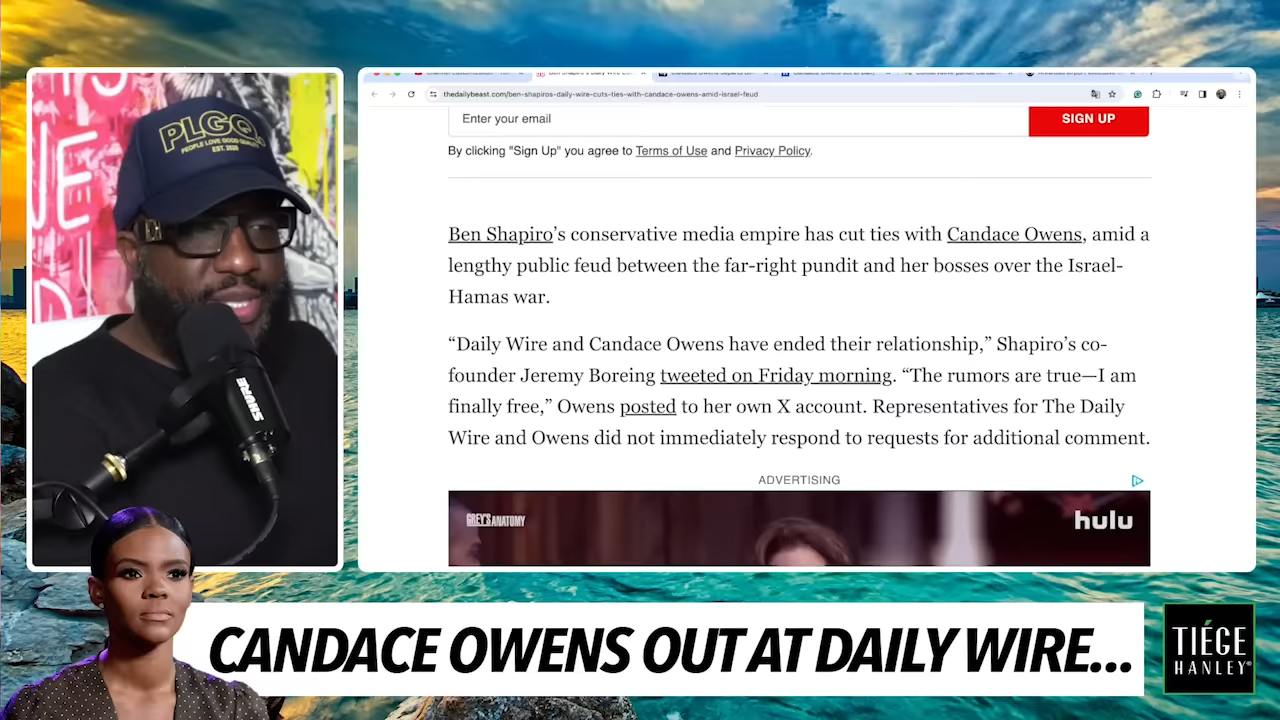 PLGQ.
PEOPLE LOVE GOOD QUALITY
EST. 2020
SHURE
thedailybeast.com/ben-shapiros-daily-wire-cuts-ties-with-candace-owens-amid-israel-feud
Enter your email
SIGN UP
By clicking "Sign Up" you agree to Terms of Use and Privacy Policy.
Ben Shapiro’s conservative media empire has cut ties with Candace Owens, amid a
lengthy public feud between the far-right pundit and her bosses over the Israel-
Hamas war.
“Daily Wire and Candace Owens have ended their relationship,” Shapiro’s co-
founder Jeremy Boreing tweeted on Friday morning. “The rumors are true—I am
finally free,” Owens posted to her own X account. Representatives for The Daily
Wire and Owens did not immediately respond to requests for additional comment.
ADVERTISING
GREY'S ANATOMY
hulu
CANDACE OWENS OUT AT DAILY WIRE...
TIÉGE
HANLEY®